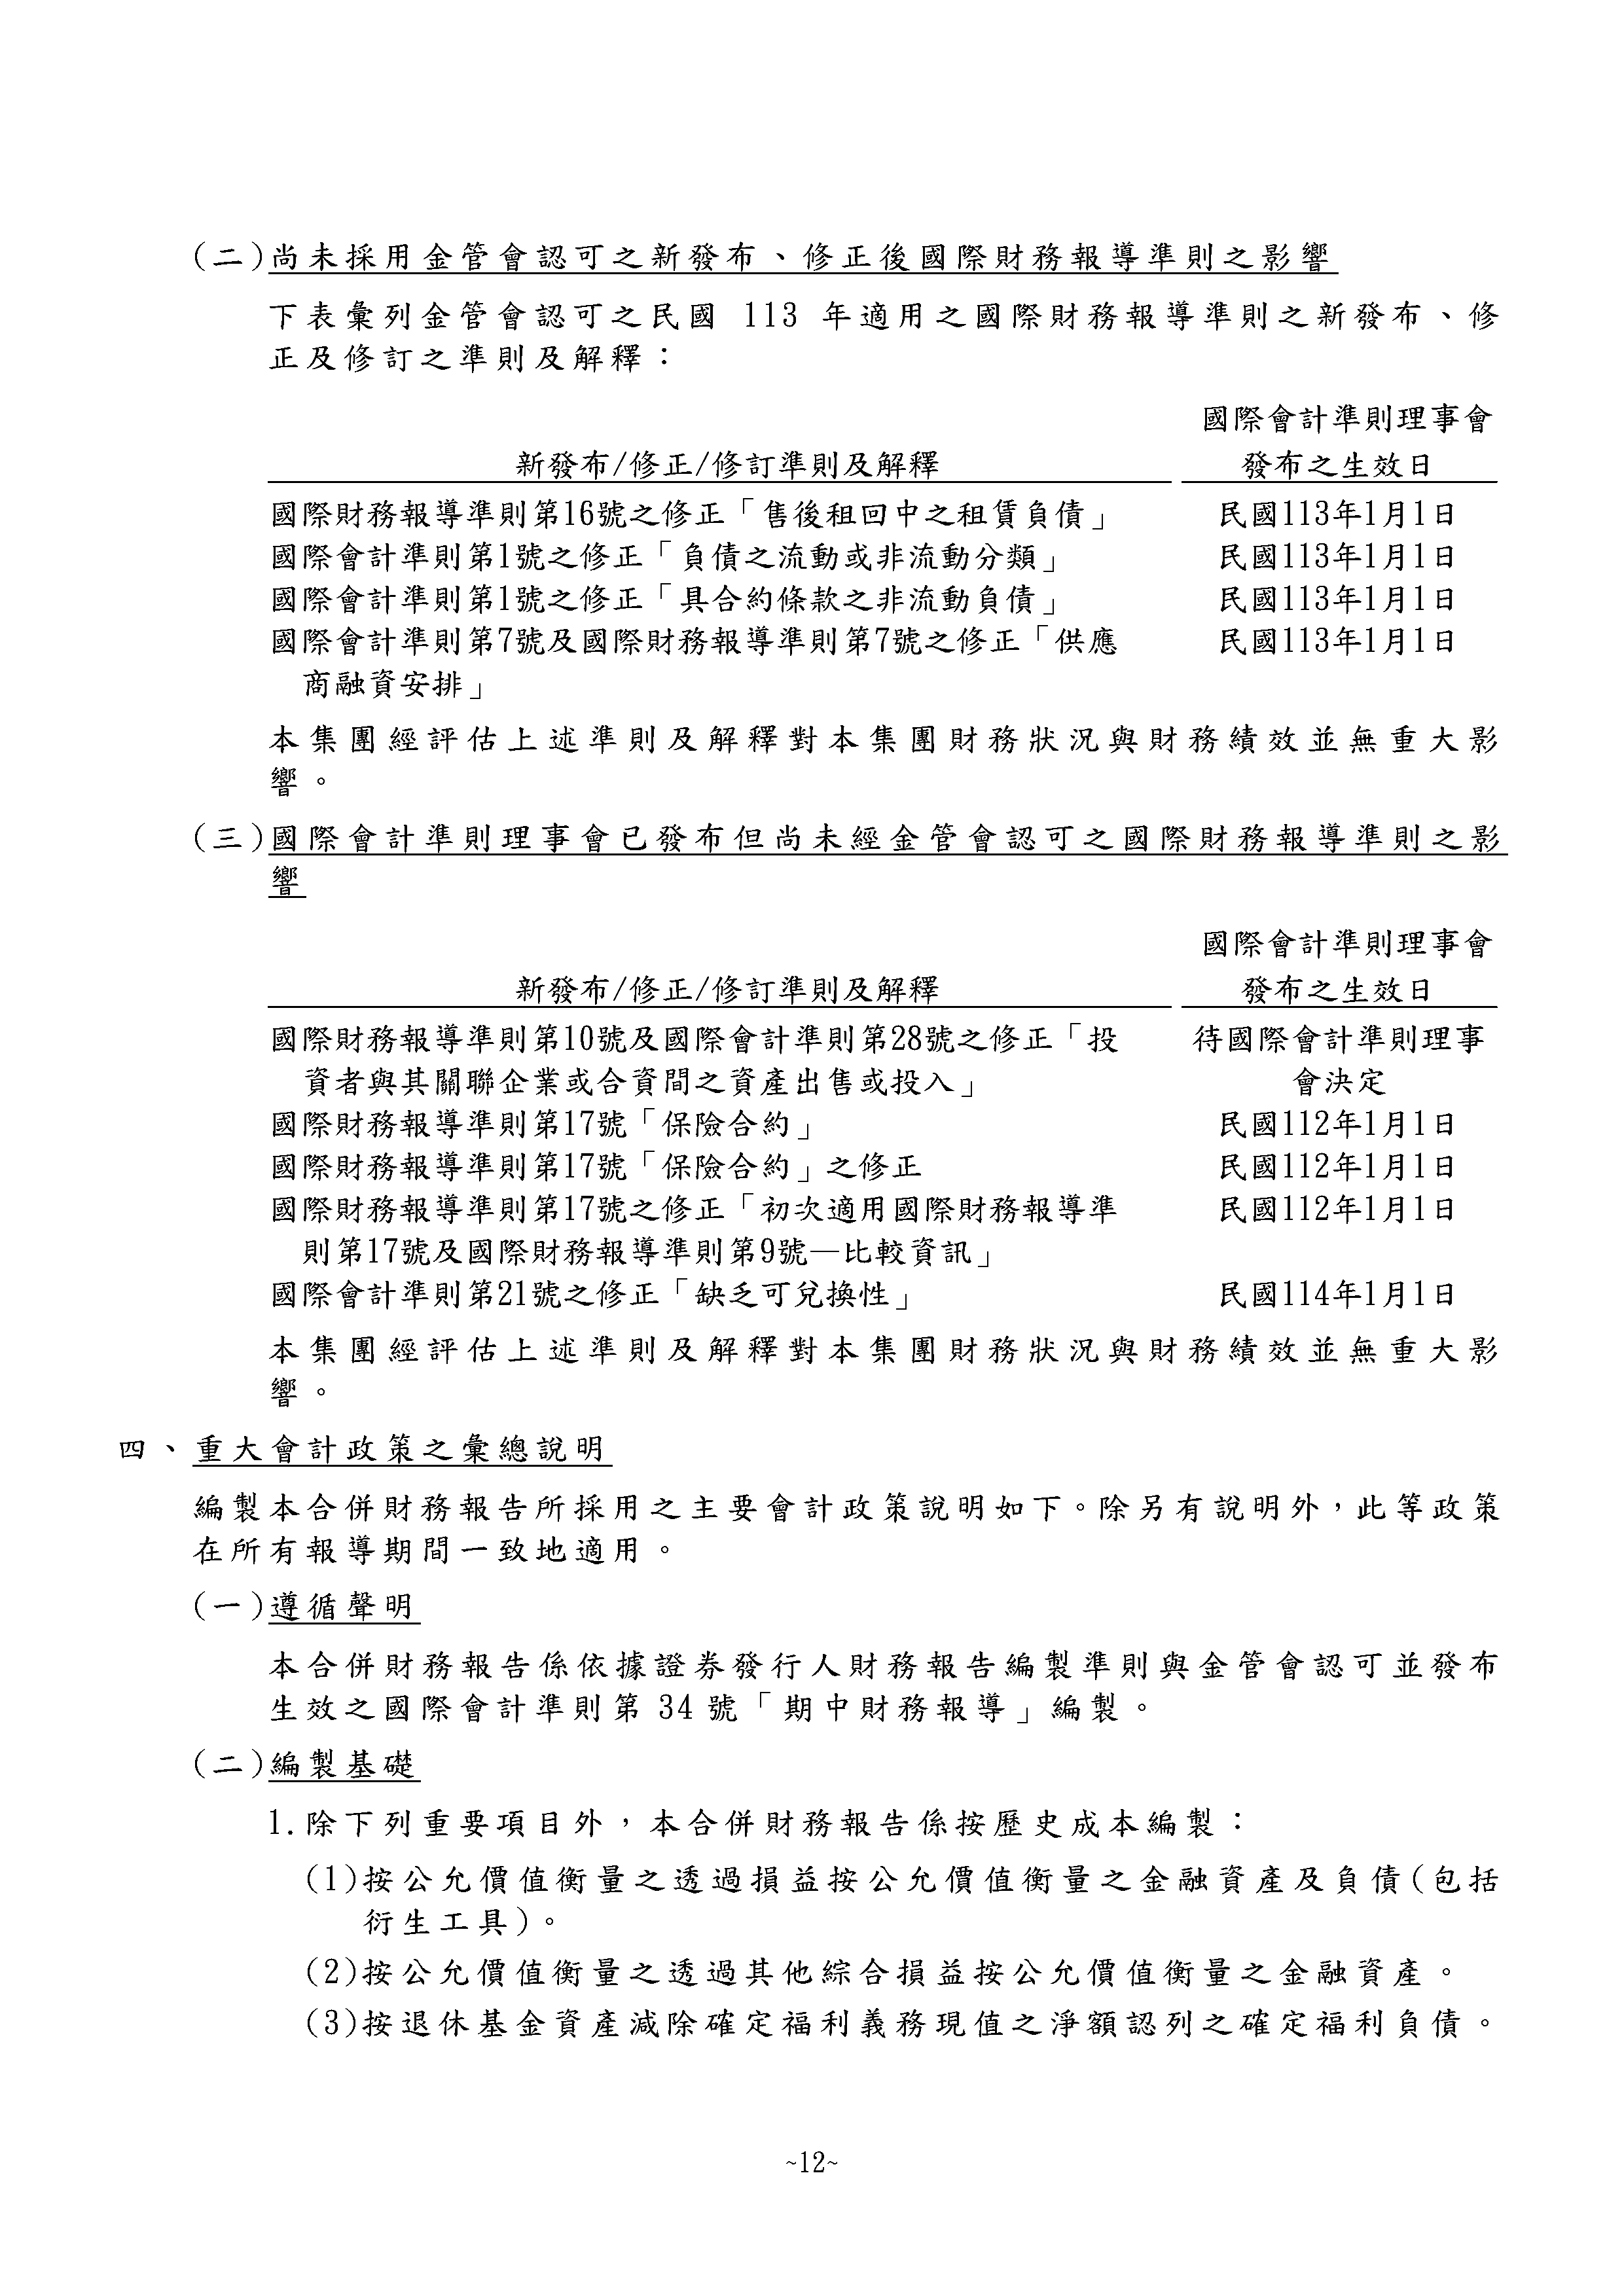 (二)尚未採用金管會認可之新發布、修正後國際財務報導準則之影響
下表彙列金管會認可之民國 113 年適用之國際財務報導準則之新發布、修
正及修訂之準則及解釋：
國際會計準則理事會
新發布/修正/修訂準則及解釋 發布之生效日
國際財務報導準則第16號之修正「售後租回中之租賃負債」 民國113年1月1日
國際會計準則第1號之修正「負債之流動或非流動分類」 民國113年1月1日
國際會計準則第1號之修正「具合約條款之非流動負債」 民國113年1月1日
國際會計準則第7號及國際財務報導準則第7號之修正「供應 民國113年1月1日
商融資安排」
本集團經評估上述準則及解釋對本集團財務狀況與財務績效並無重大影
響。
(三)國際會計準則理事會已發布但尚未經金管會認可之國際財務報導準則之影
響
國際會計準則理事會
新發布/修正/修訂準則及解釋 發布之生效日
國際財務報導準則第10號及國際會計準則第28號之修正「投 待國際會計準則理事
資者與其關聯企業或合資間之資產出售或投入」 會決定
國際財務報導準則第17號「保險合約」 民國112年1月1日
國際財務報導準則第17號「保險合約」之修正 民國112年1月1日
國際財務報導準則第17號之修正「初次適用國際財務報導準 民國112年1月1日
則第17號及國際財務報導準則第9號—比較資訊」
國際會計準則第21號之修正「缺乏可兌換性」 民國114年1月1日
本集團經評估上述準則及解釋對本集團財務狀況與財務績效並無重大影
響。
四、重大會計政策之彙總說明
編製本合併財務報告所採用之主要會計政策說明如下。除另有說明外，此等政策
在所有報導期間一致地適用。
(一)遵循聲明
本合併財務報告係依據證券發行人財務報告編製準則與金管會認可並發布
生效之國際會計準則第 34 號「期中財務報導」編製。
(二)編製基礎
1.除下列重要項目外，本合併財務報告係按歷史成本編製：
(1)按公允價值衡量之透過損益按公允價值衡量之金融資產及負債(包括
衍生工具)。
(2)按公允價值衡量之透過其他綜合損益按公允價值衡量之金融資產。
(3)按退休基金資產減除確定福利義務現值之淨額認列之確定福利負債。
~12~